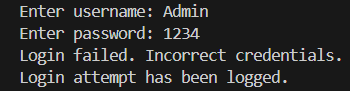 Enter username: Admin
Enter password: 1234
Login failed. Incorrect credentials.
Login attempt has been logged.